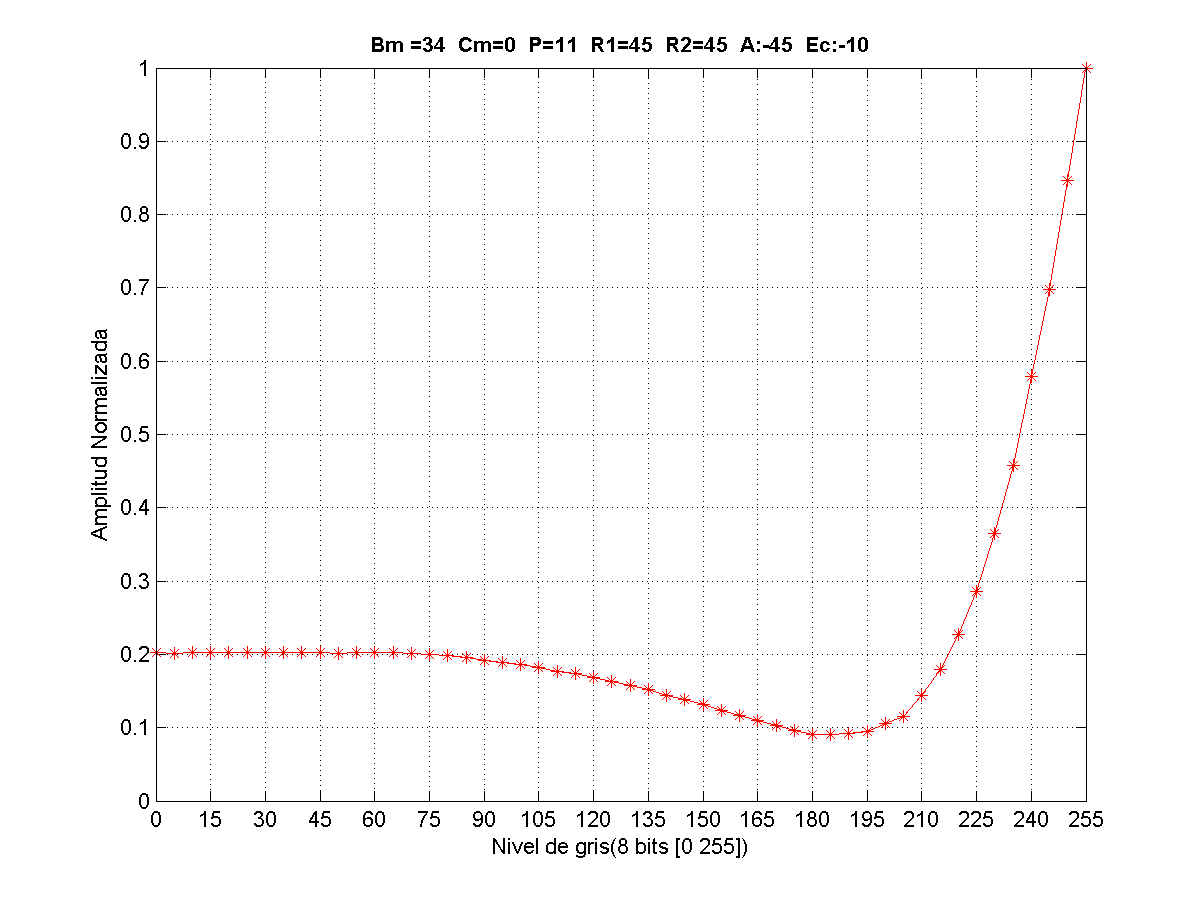 Bm =34  Cm=0  P=11  R1=45  R2=45  A:-45  Ec:-10
1
0.9
0.8
0.7
0.6
0.5
0.4
0.3
0.2
0.1
0
Amplitud Normalizada
0 15 30 45 60 75 90 105 120 135 150 165 180 195 210 225 240 255
Nivel de gris(8 bits [0 255])